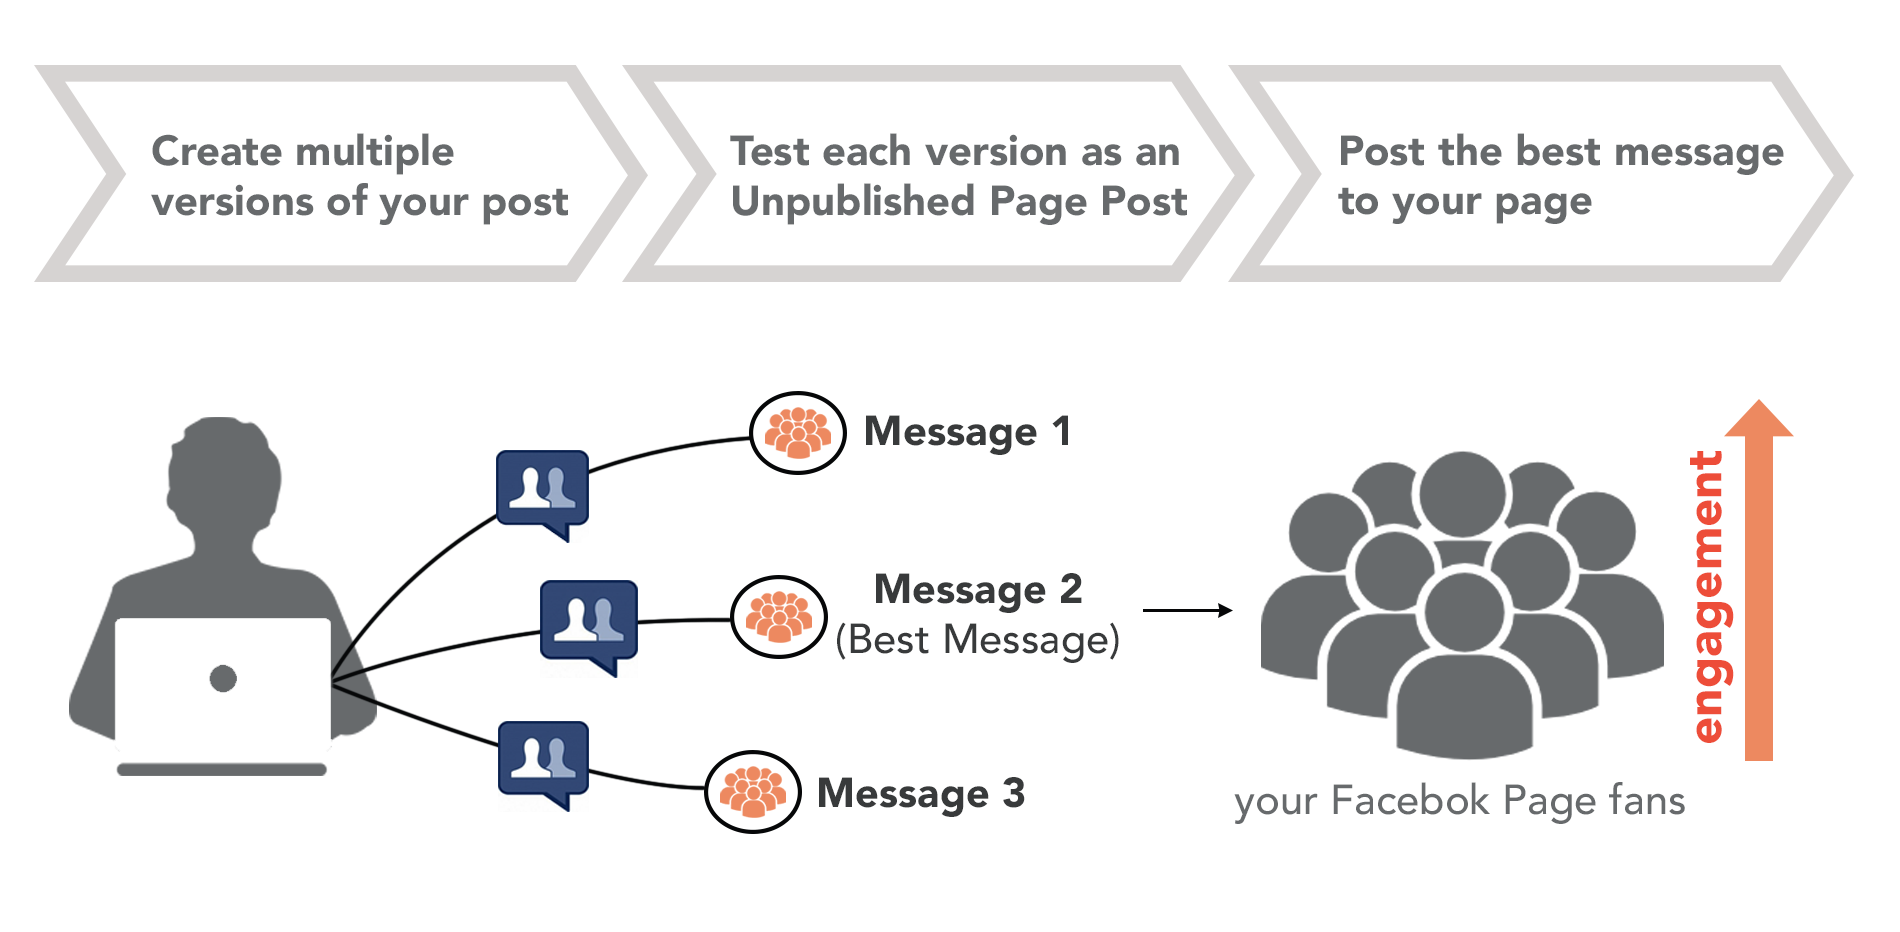 Create multiple
versions of your post
Test each version as an
Unpublished Page Post
Post the best message
to your page
Message 1
Message 2
(Best Message)
Message 3
engagement
your Facebok Page fans